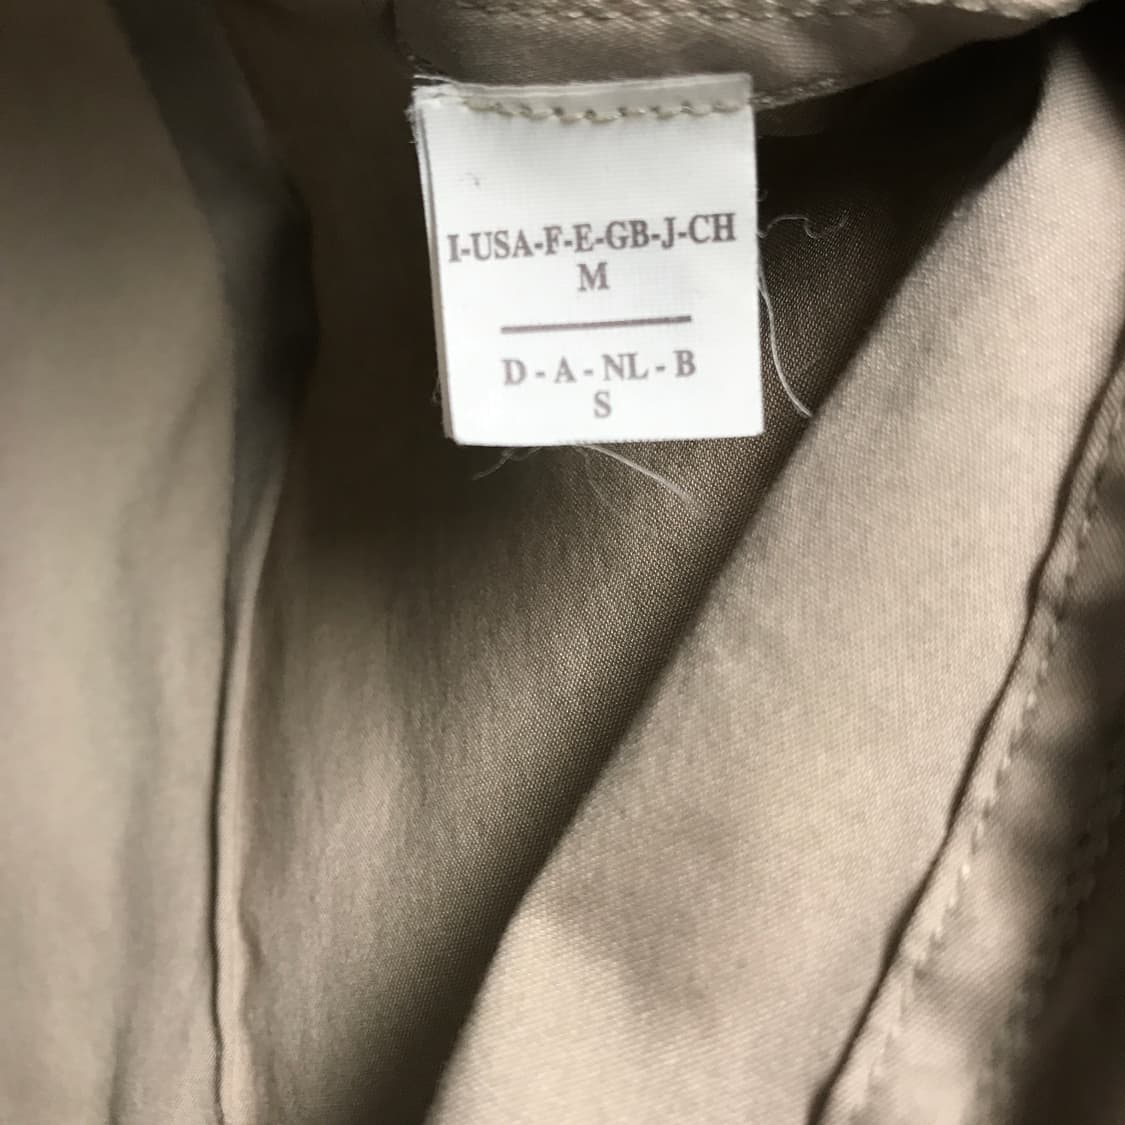 I-USA-F-E-GB-J-CH
M
D - A - NL - B
S